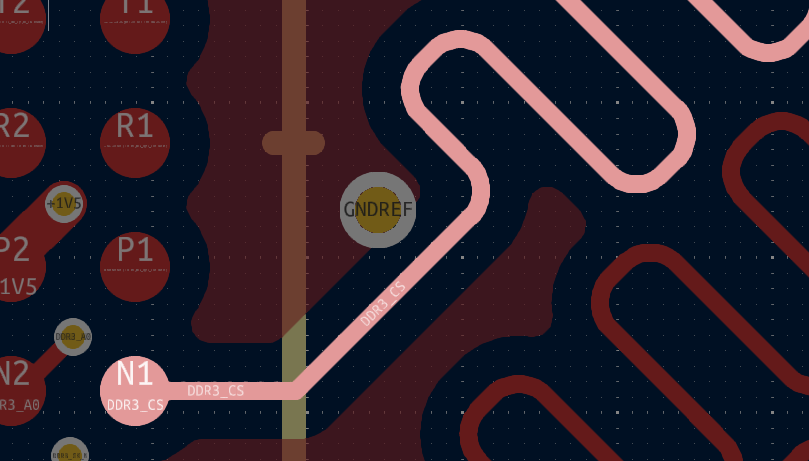 T2 T1
R2 R1
+1V5
GNDREF
P2 P1
1V5
DDR3_CS
DDR3_A0
N2 N1
DDR3_CS
R3_A0 DDR3_CS